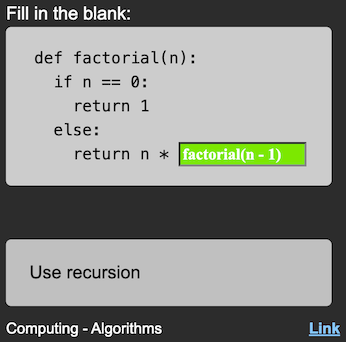 Fill in the blank:
def factorial(n):
  if n == 0:
    return 1
  else:
    return n * factorial(n - 1)
Use recursion
Computing - Algorithms Link